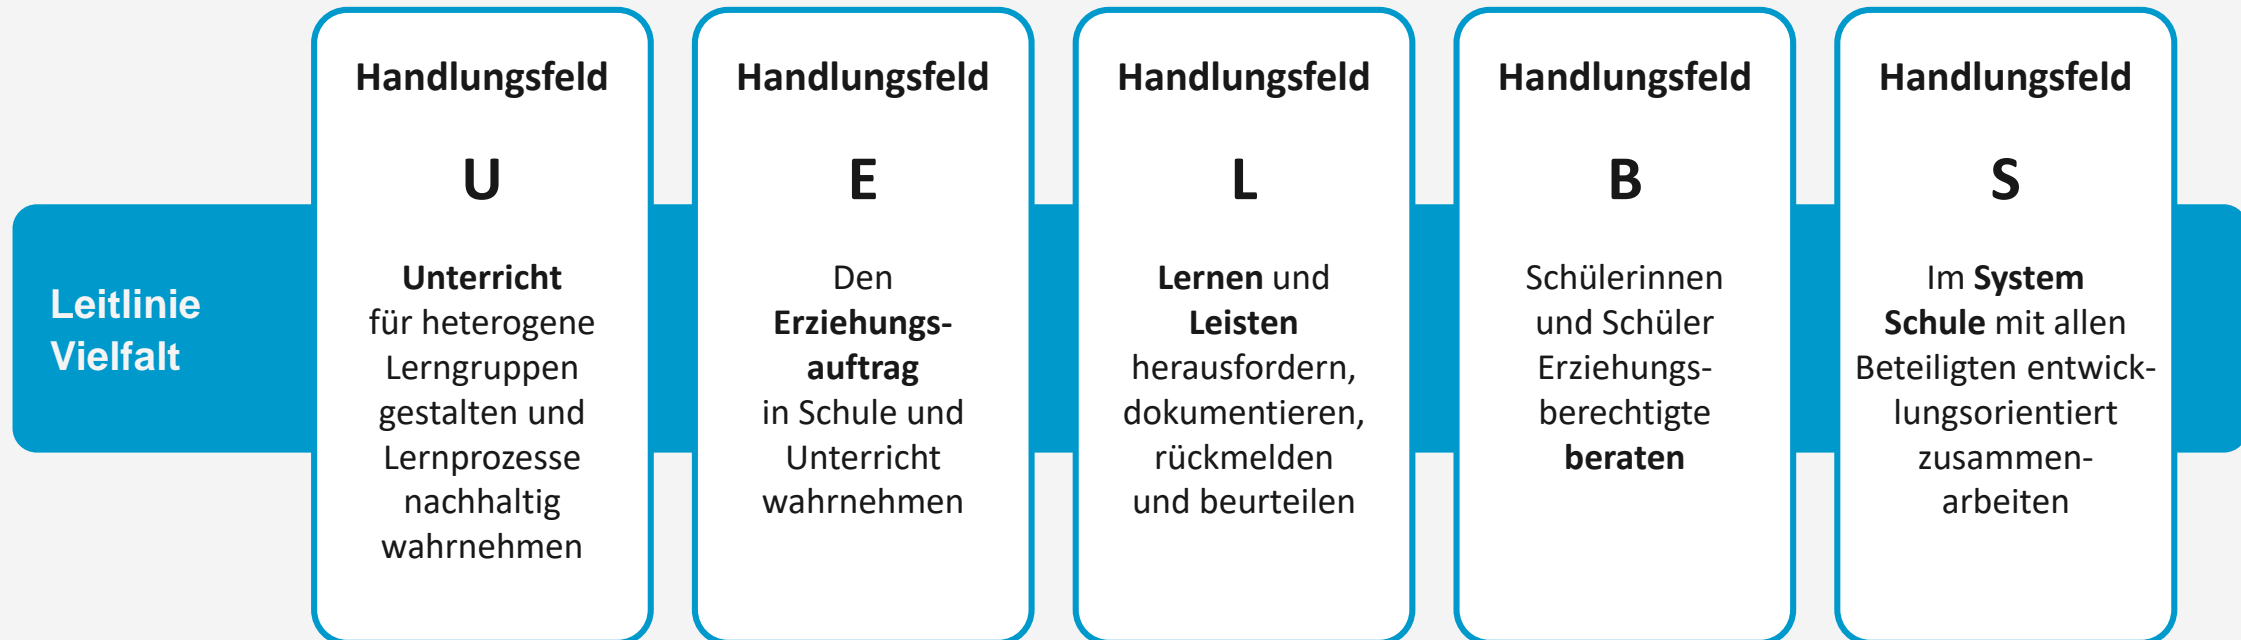 Leitlinie
Vielfalt
Handlungsfeld
U
Unterricht
für heterogene
Lerngruppen
gestalten und
Lernprozesse
nachhaltig
wahrnehmen
Handlungsfeld
E
Den
Erziehungs-
auftrag
in Schule und
Unterricht
wahrnehmen
Handlungsfeld
L
Lernen und
Leisten
herausfordern,
dokumentieren,
rückmelden
und beurteilen
Handlungsfeld
B
Schülerinnen
und Schüler
Erziehungs-
berechtigte
beraten
Handlungsfeld
S
Im System
Schule mit allen
Beteiligten entwick-
lungsorientiert
zusammen-
arbeiten